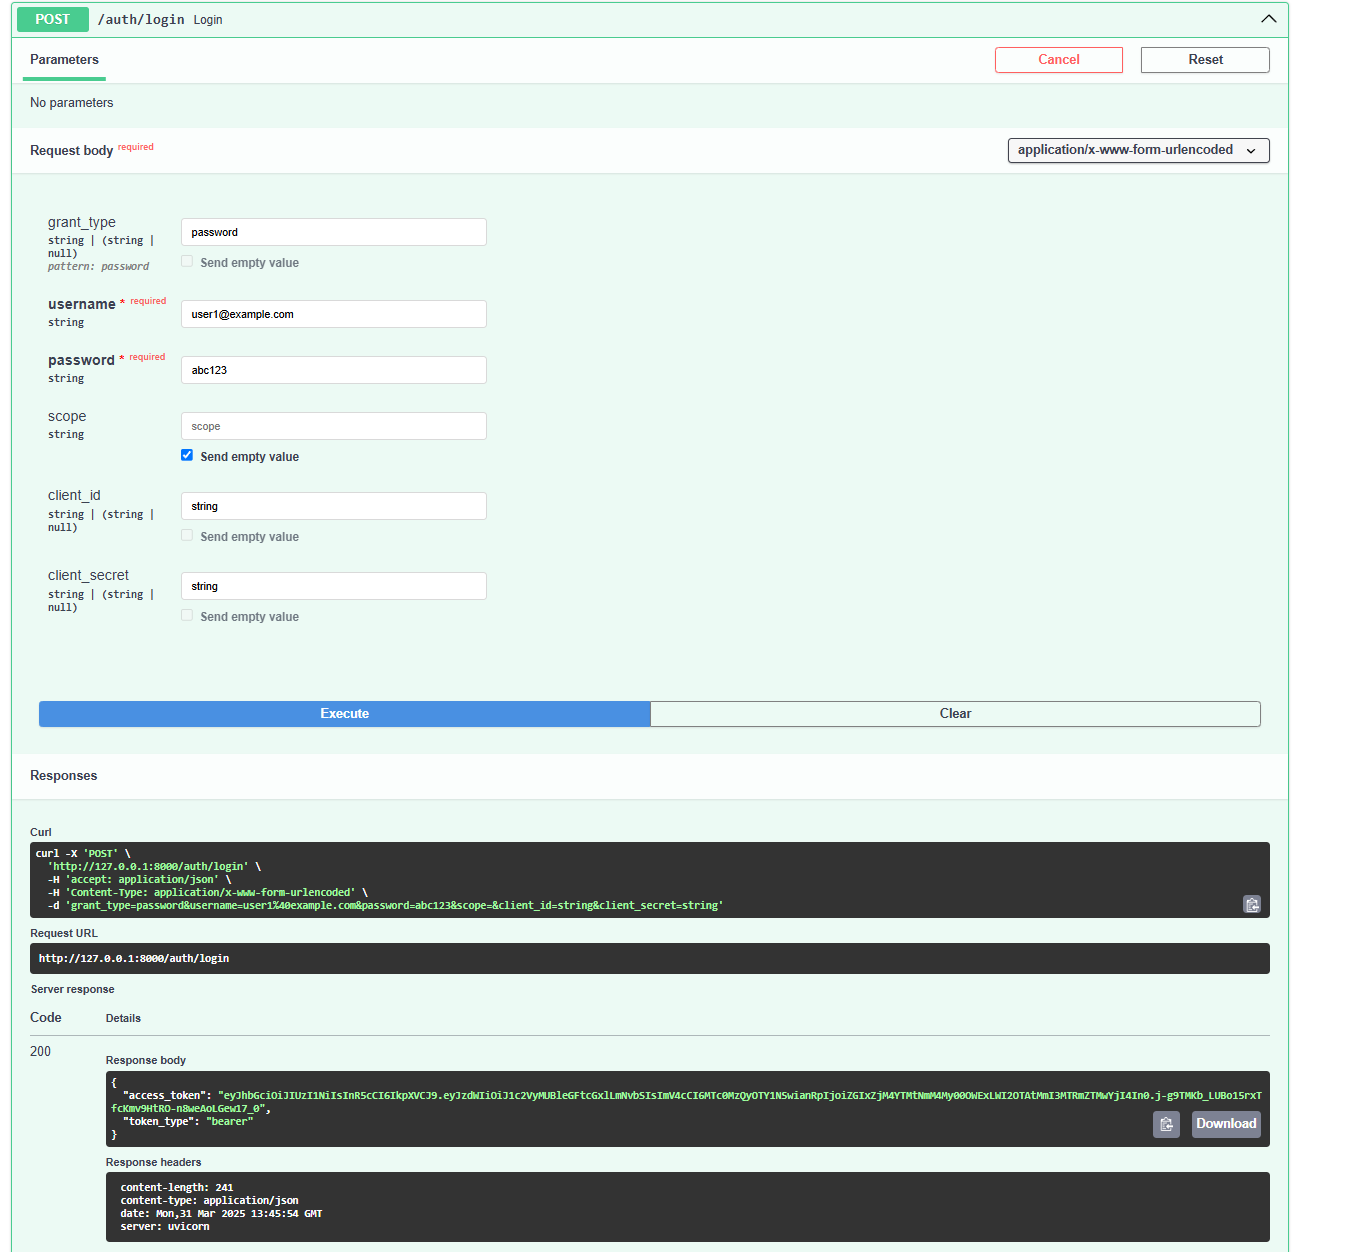 POST /auth/login Login
Parameters
Cancel
Reset
No parameters
Request body required
application/x-www-form-urlencoded
grant_type
string | (string |
null)
pattern: password
password
Send empty value
username * required
string
user1@example.com
password * required
string
abc123
scope
string
scope
Send empty value
client_id
string | (string |
null)
string
Send empty value
client_secret
string | (string |
null)
string
Send empty value
Execute
Clear
Responses
Curl
curl -X 'POST' \
'http://127.0.0.1:8000/auth/login' \
-H 'accept: application/json' \
-H 'Content-Type: application/x-www-form-urlencoded' \
-d 'grant_type=password&username=user1%40example.com&password=abc123&scope=&client_id=string&client_secret=string'
Request URL
http://127.0.0.1:8000/auth/login
Server response
Code Details
200
Response body
{
"access_token":
"token_type": "bearer"
}
Download
Response headers
content-length: 241
content-type: application/json
date: Mon,31 Mar 2025 13:45:54 GMT
server: uvicorn